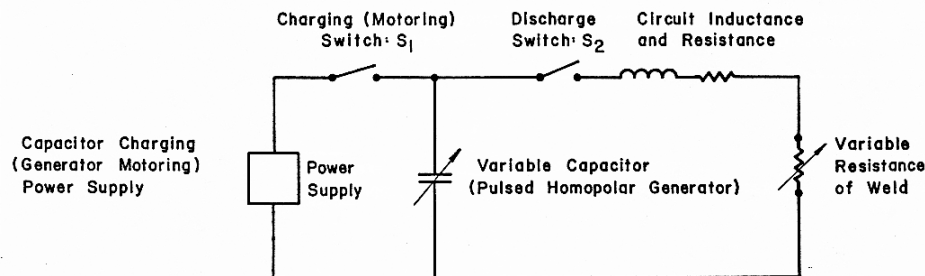 Charging (Motoring)
Switch: S1
Discharge
Switch: S2
Circuit Inductance
and Resistance
Capacitor Charging
(Generator Motoring)
Power Supply
Power
Supply
Variable Capacitor
(Pulsed Homopolar Generator)
Variable
Resistance
of Weld